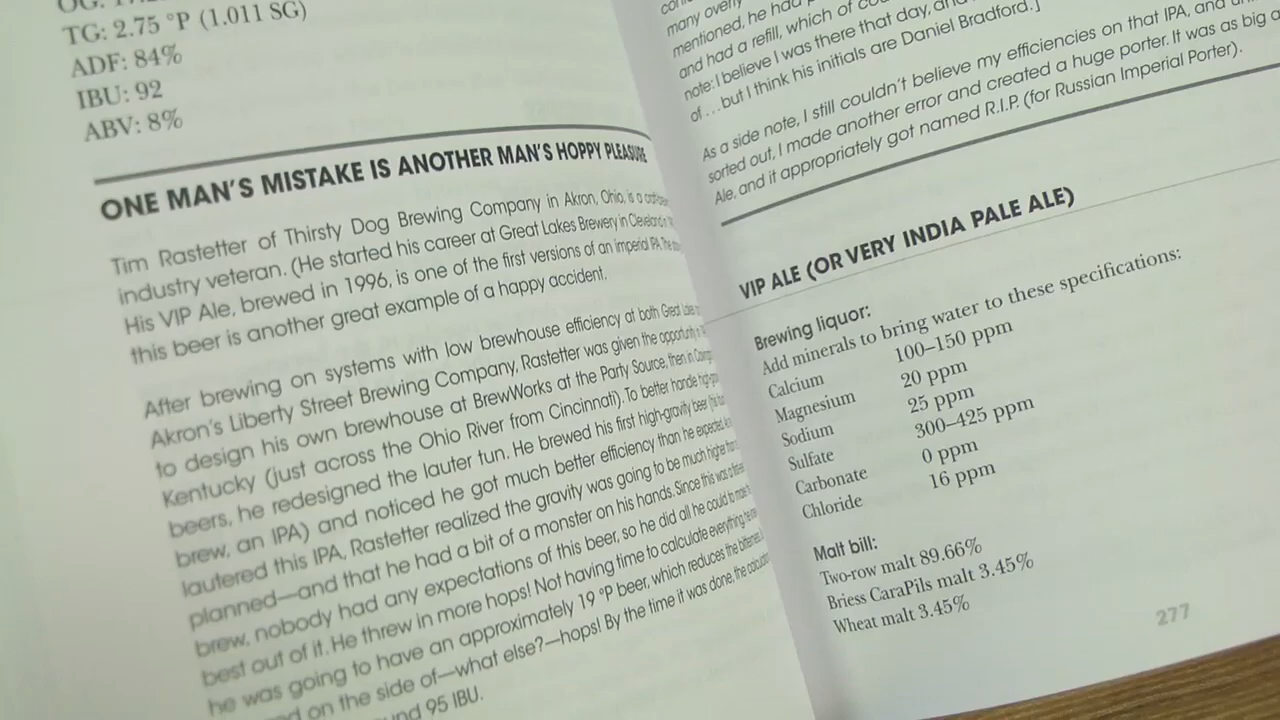 TG: 2.75 °P (1.011 SG)
ADF: 84%
IBU: 92
ABV: 8%
ONE MAN'S MISTAKE IS ANOTHER MAN'S HOPPY PLEASURE
Tim Rastetter of Thirsty Dog Brewing Company in Akron, Ohio, is a
industry veteran. (He started his career at Great Lakes Brewery in Cleveland in
His VIP Ale, brewed in 1996, is one of the first versions of an imperial IPA. The
this beer is another great example of a happy accident.
After brewing on systems with low brewhouse efficiency at both Great Lakes
Akron's Liberty Street Brewing Company, Rastetter was given the opportunity
to design his own brewhouse at BrewWorks at the Party Source, then in
Kentucky (just across the Ohio River from Cincinnati). To better handle
beers, he redesigned the lauter tun. He brewed his first high-gravity beer
brew, an IPA) and noticed he got much better efficiency than he expected.
lautered this IPA, Rastetter realized the gravity was going to be much higher than
planned—and that he had a bit of a monster on his hands. Since this was
brew, nobody had any expectations of this beer, so he did all he could to make
best out of it. He threw in more hops! Not having time to calculate everything,
he was going to have an approximately 19 °P beer, which reduces the
on the side of—what else?—hops! By the time it was done, the
95 IBU.
many overly
mentioned, he had
and had a refill, which of
note: I believe I was there that day, and
of . . . but I think his initials are Daniel Bradford.]
As a side note, I still couldn't believe my efficiencies on that IPA, and
sorted out, I made another error and created a huge porter. It was as big a
Ale, and it appropriately got named R.I.P. (for Russian Imperial Porter).
VIP ALE (OR VERY INDIA PALE ALE)
Brewing liquor:
Add minerals to bring water to these specifications:
Calcium 100–150 ppm
Magnesium 20 ppm
Sodium 25 ppm
Sulfate 300–425 ppm
Carbonate 0 ppm
Chloride 16 ppm
Malt bill:
Two-row malt 89.66%
Briess CaraPils malt 3.45%
Wheat malt 3.45%
277